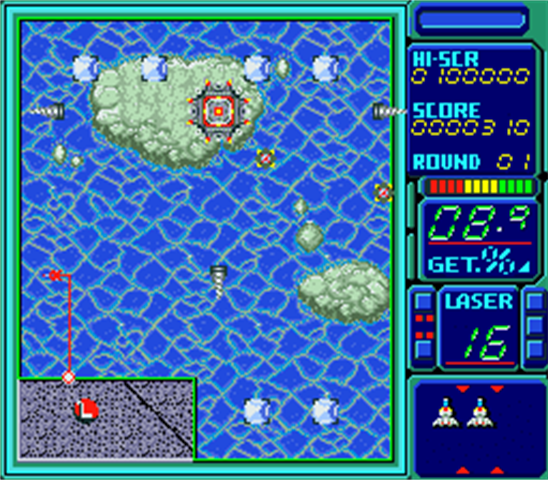 HI-SCR
0100000
SCORE
0000310
ROUND 01
08.9
GET.%
LASER
16
L